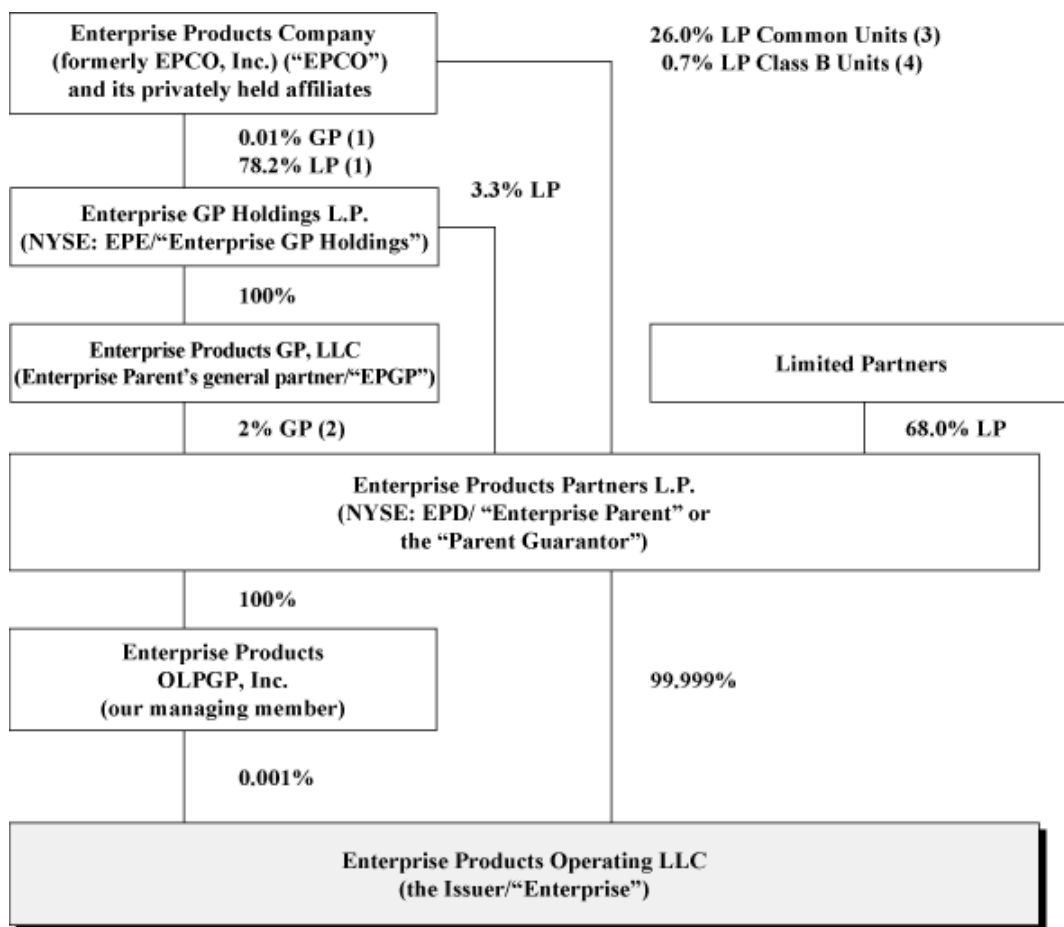 Enterprise Products Company
(formerly EPCO, Inc.) (“EPCO”)
and its privately held affiliates
26.0% LP Common Units (3)
0.7% LP Class B Units (4)
0.01% GP (1)
78.2% LP (1)
3.3% LP
Enterprise GP Holdings L.P.
(NYSE: EPE/“Enterprise GP Holdings”)
100%
Enterprise Products GP, LLC
(Enterprise Parent’s general partner/“EPGP”)
Limited Partners
2% GP (2)
68.0% LP
Enterprise Products Partners L.P.
(NYSE: EPD/ “Enterprise Parent” or
the “Parent Guarantor”)
100%
Enterprise Products
OLPGP, Inc.
(our managing member)
99.999%
0.001%
Enterprise Products Operating LLC
(the Issuer/“Enterprise”)